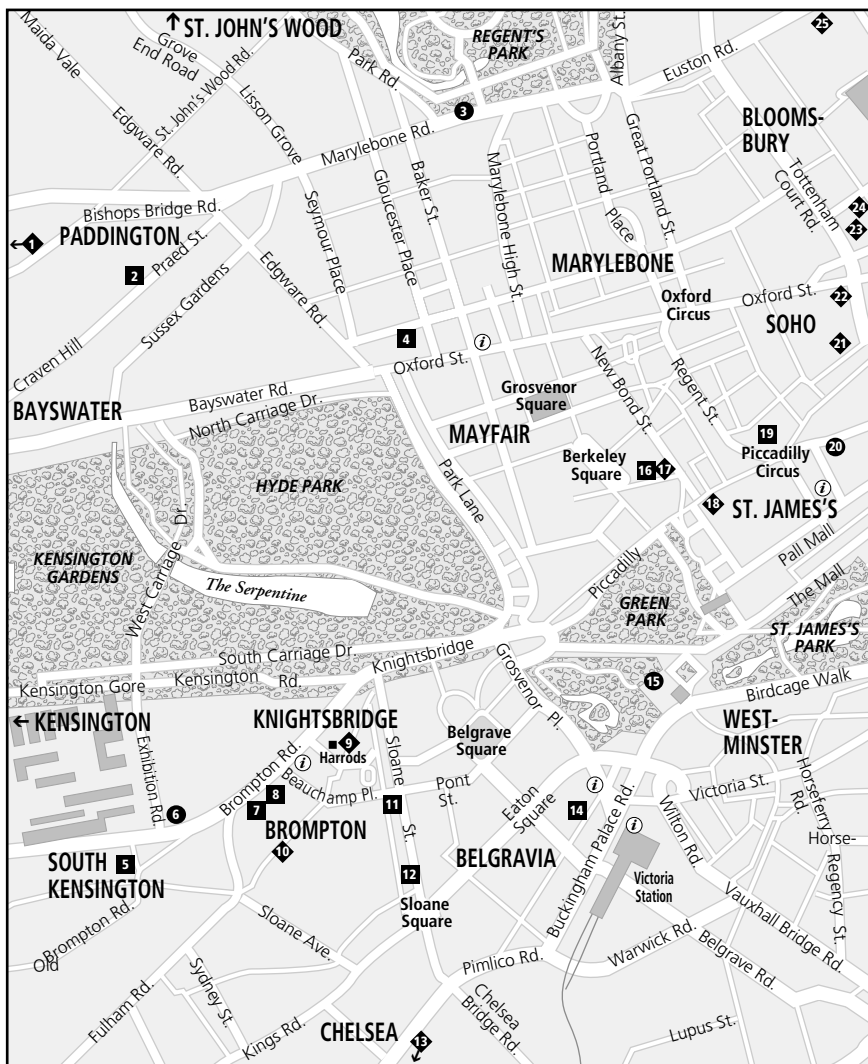 ST. JOHN'S WOOD
REGENT'S
PARK
Albany St.
Euston Rd.
25
Maida Vale
Grove
End Road
St. John's Wood Rd.
Lisson Grove
Park Rd.
3
BLOOMS-
BURY
Edgware Rd.
Marylebone Rd.
Baker St.
Gloucester Place
Seymour Place
Marylebone High St.
Portland
Place
Great Portland St.
Tottenham
Court Rd.
24
23
Bishops Bridge Rd.
1
PADDINGTON
2
Praed St.
Sussex Gardens
Edgware Rd.
MARYLEBONE
Oxford
Circus
Oxford St.
22
SOHO
21
4
Oxford St.
i
Craven Hill
New Bond St.
Regent St.
BAYSWATER
Bayswater Rd.
North Carriage Dr.
Grosvenor
Square
MAYFAIR
19
Piccadilly
Circus
20
Berkeley
Square
16
17
i
HYDE PARK
Park Lane
18
ST. JAMES'S
Pall Mall
KENSINGTON
GARDENS
West Carriage Dr.
The Serpentine
Piccadilly
The Mall
GREEN
PARK
ST. JAMES'S
PARK
South Carriage Dr.
Knightsbridge
Kensington Gore
Kensington Rd
Grosvenor Pl.
15
Birdcage Walk
KENSINGTON
KNIGHTSBRIDGE
9
Harrods
Belgrave
Square
WEST-
MINSTER
Exhibition Rd.
Brompton Rd.
i
Beauchamp Pl.
Sloane St.
Pont
St.
i
Victoria St.
Horseferry
Rd.
6
8
7
11
Eaton
Square
14
Buckingham Palace Rd.
i
Wilton Rd.
BROMPTON
10
Horse-
5
SOUTH
KENSINGTON
12
BELGRAVIA
Victoria
Station
Regency St.
Sloane
Square
Old Brompton Rd.
Sloane Ave.
Vauxhall Bridge Rd.
Warwick Rd.
Belgrave Rd.
Pimlico Rd.
Fulham Rd.
Sydney St.
Kings Rd.
CHELSEA
13
Chelsea
Bridge Rd.
Lupus St.